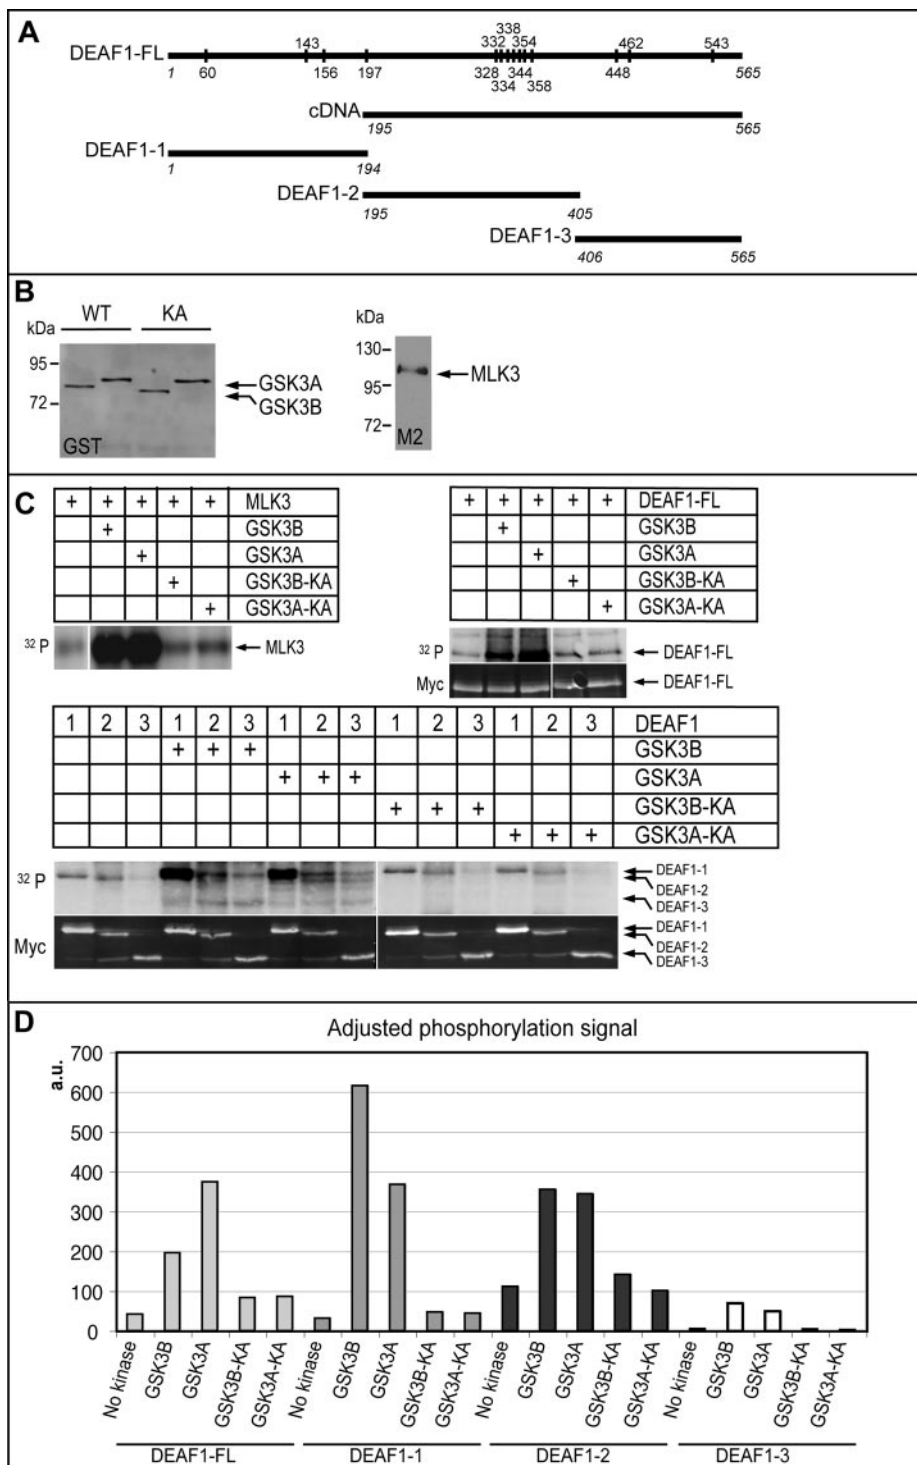 A
338
143 332 354 462 543
DEAF1-FL
1 60 156 197 328 344 448 565
334 358
cDNA
195 565
DEAF1-1
1 194
DEAF1-2
195 405
DEAF1-3
406 565
B
WT KA
kDa
95
72
GSK3A
GSK3B
GST
kDa
130
95
72
MLK3
M2
C
+ + + + + MLK3
+ GSK3B
+ GSK3A
+ GSK3B-KA
+ GSK3A-KA
32 P MLK3
+ + + + + DEAF1-FL
+ GSK3B
+ GSK3A
+ GSK3B-KA
+ GSK3A-KA
32 P DEAF1-FL
Myc DEAF1-FL
1 2 3 1 2 3 1 2 3 1 2 3 1 2 3 DEAF1
+ + + GSK3B
+ + + GSK3A
+ + + GSK3B-KA
+ + + GSK3A-KA
32 P
DEAF1-1
DEAF1-2
DEAF1-3
Myc
DEAF1-1
DEAF1-2
DEAF1-3
D
Adjusted phosphorylation signal
a.u.
700
600
500
400
300
200
100
0
No kinase GSK3B GSK3A GSK3B-KA GSK3A-KA No kinase GSK3B GSK3A GSK3B-KA GSK3A-KA No kinase GSK3B GSK3A GSK3B-KA GSK3A-KA No kinase GSK3B GSK3A GSK3B-KA GSK3A-KA
DEAF1-FL DEAF1-1 DEAF1-2 DEAF1-3